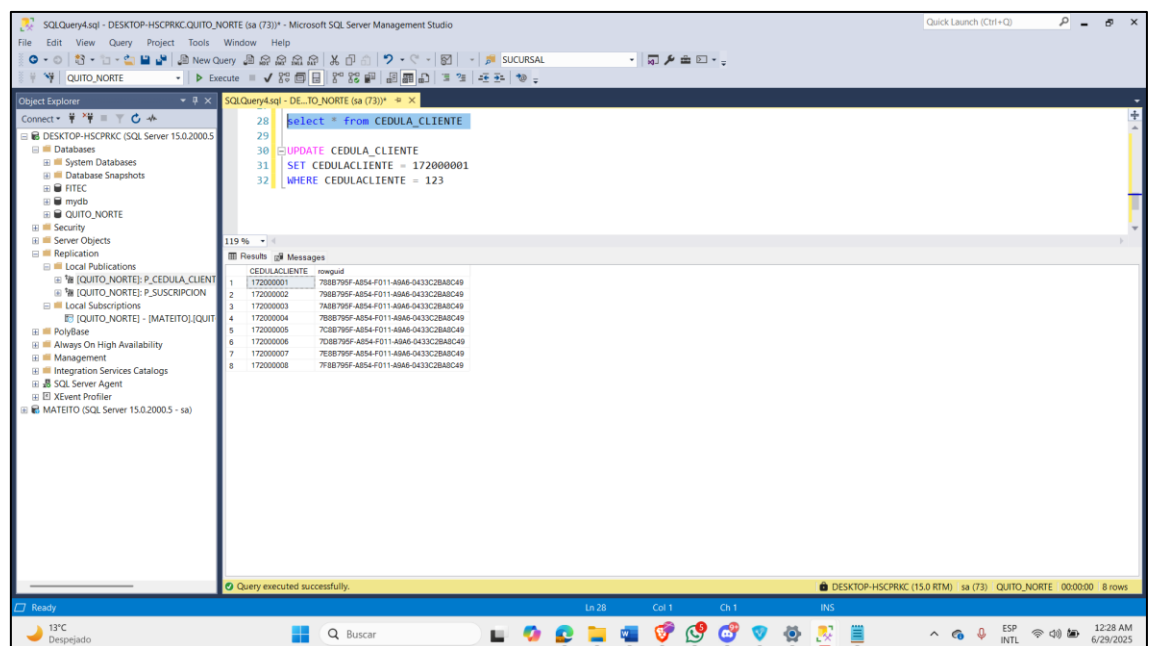 SQLQuery4.sql - DESKTOP-HSCPRKC.QUITO_NORTE (sa (73))* - Microsoft SQL Server Management Studio
Quick Launch (Ctrl+Q)
File Edit View Query Project Tools Window Help
New Query SUCURSAL
QUITO_NORTE Execute
Object Explorer
SQLQuery4.sql - DE...TO_NORTE (sa (73))*
Connect
DESKTOP-HSCPRKC (SQL Server 15.0.2000.5
Databases
System Databases
Database Snapshots
FITEC
mydb
QUITO_NORTE
Security
Server Objects
Replication
Local Publications
[QUITO_NORTE]: P_CEDULA_CLIENT
[QUITO_NORTE]: P_SUSCRIPCION
Local Subscriptions
[QUITO_NORTE] - [MATEITO].[QUIT
PolyBase
Always On High Availability
Management
Integration Services Catalogs
SQL Server Agent
XEvent Profiler
MATEITO (SQL Server 15.0.2000.5 - sa)
28 select * from CEDULA_CLIENTE
29
30 UPDATE CEDULA_CLIENTE
31 SET CEDULACLIENTE = 172000001
32 WHERE CEDULACLIENTE = 123
119 %
Results Messages
CEDULACLIENTE rowguid
1 172000001 788B795F-A854-F011-A9A6-0433C2BA8C49
2 172000002 798B795F-A854-F011-A9A6-0433C2BA8C49
3 172000003 7A8B795F-A854-F011-A9A6-0433C2BA8C49
4 172000004 7B8B795F-A854-F011-A9A6-0433C2BA8C49
5 172000005 7C8B795F-A854-F011-A9A6-0433C2BA8C49
6 172000006 7D8B795F-A854-F011-A9A6-0433C2BA8C49
7 172000007 7E8B795F-A854-F011-A9A6-0433C2BA8C49
8 172000008 7F8B795F-A854-F011-A9A6-0433C2BA8C49
Query executed successfully.
DESKTOP-HSCPRKC (15.0 RTM) sa (73) QUITO_NORTE 00:00:00 8 rows
Ready Ln 28 Col 1 Ch 1 INS
13°C
Despejado
Buscar
ESP
INTL
12:28 AM
6/29/2025